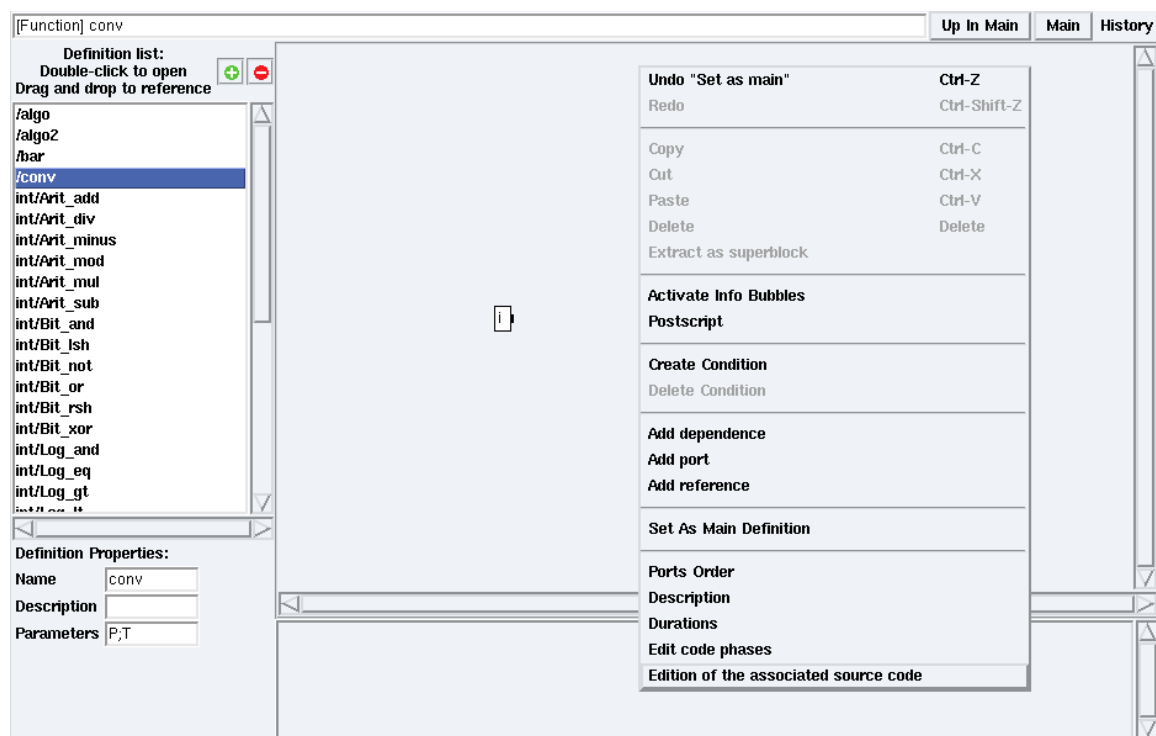 [Function] conv
Up In Main
Main
History
Definition list:
Double-click to open
Drag and drop to reference
/algo
/algo2
/bar
/conv
int/Arit_add
int/Arit_div
int/Arit_minus
int/Arit_mod
int/Arit_mul
int/Arit_sub
int/Bit_and
int/Bit_lsh
int/Bit_not
int/Bit_or
int/Bit_rsh
int/Bit_xor
int/Log_and
int/Log_eq
int/Log_gt
Definition Properties:
Name conv
Description
Parameters P;T
i
Undo "Set as main" Ctrl-Z
Redo Ctrl-Shift-Z
Copy Ctrl-C
Cut Ctrl-X
Paste Ctrl-V
Delete Delete
Extract as superblock
Activate Info Bubbles
Postscript
Create Condition
Delete Condition
Add dependence
Add port
Add reference
Set As Main Definition
Ports Order
Description
Durations
Edit code phases
Edition of the associated source code